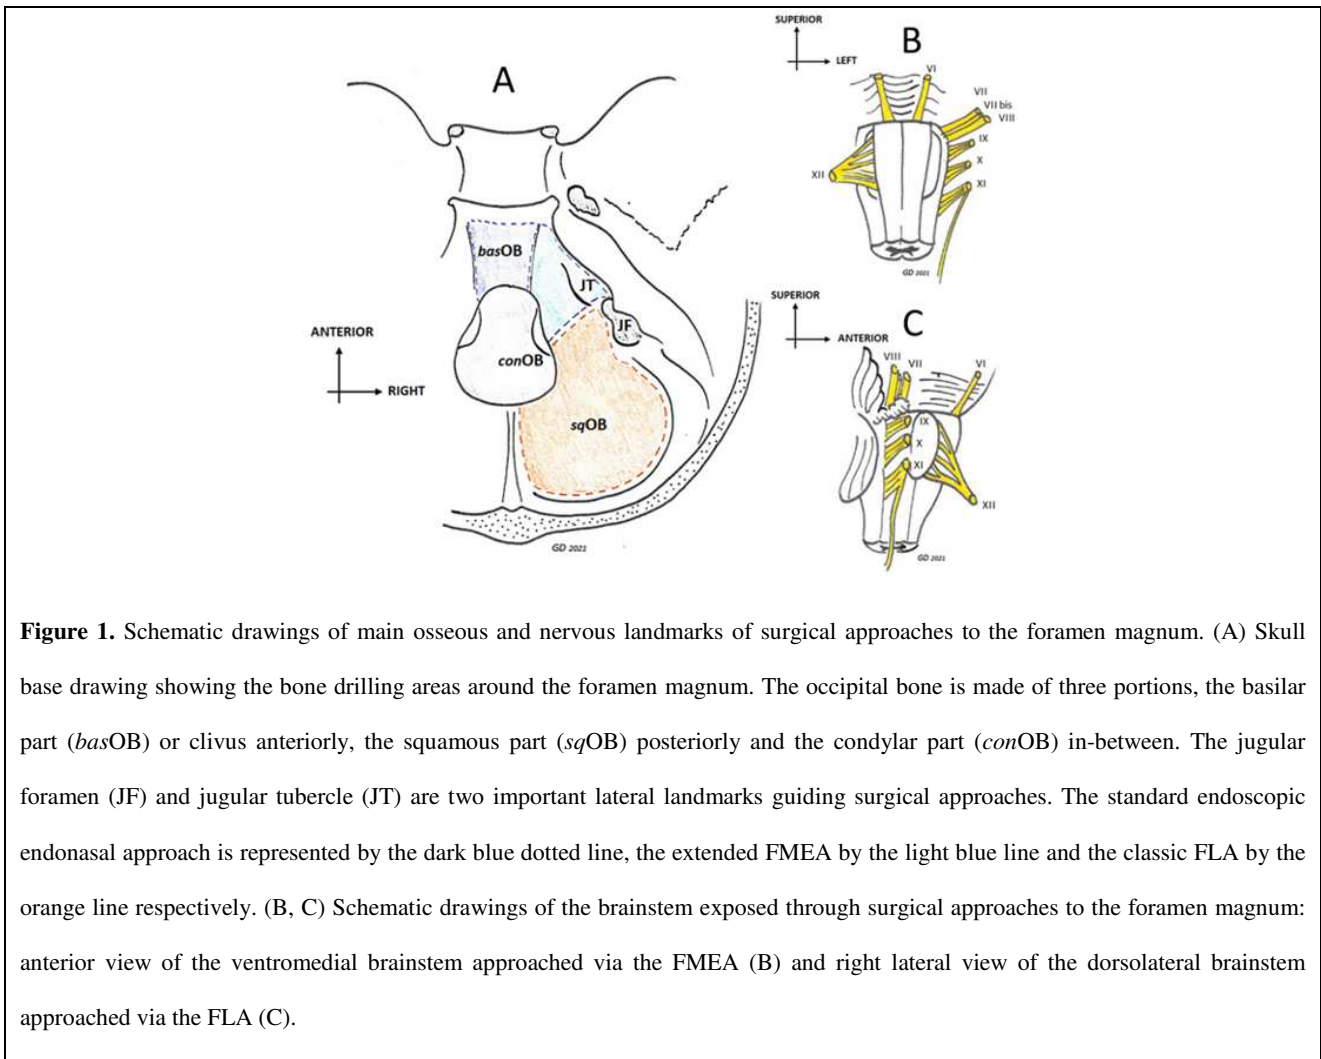 A
basOB
JT
JF
conOB
sqOB
ANTERIOR
RIGHT
GD 2021
SUPERIOR
LEFT
B
VI
VII
VII bis
VIII
IX
X
XI
XII
GD 2021
SUPERIOR
ANTERIOR
C
VIII
VII
VI
IX
X
XI
XII
GD 2021
Figure 1. Schematic drawings of main osseous and nervous landmarks of surgical approaches to the foramen magnum. (A) Skull
base drawing showing the bone drilling areas around the foramen magnum. The occipital bone is made of three portions, the basilar
part (basOB) or clivus anteriorly, the squamous part (sqOB) posteriorly and the condylar part (conOB) in-between. The jugular
foramen (JF) and jugular tubercle (JT) are two important lateral landmarks guiding surgical approaches. The standard endoscopic
endonasal approach is represented by the dark blue dotted line, the extended FMEA by the light blue line and the classic FLA by the
orange line respectively. (B, C) Schematic drawings of the brainstem exposed through surgical approaches to the foramen magnum:
anterior view of the ventromedial brainstem approached via the FMEA (B) and right lateral view of the dorsolateral brainstem
approached via the FLA (C).